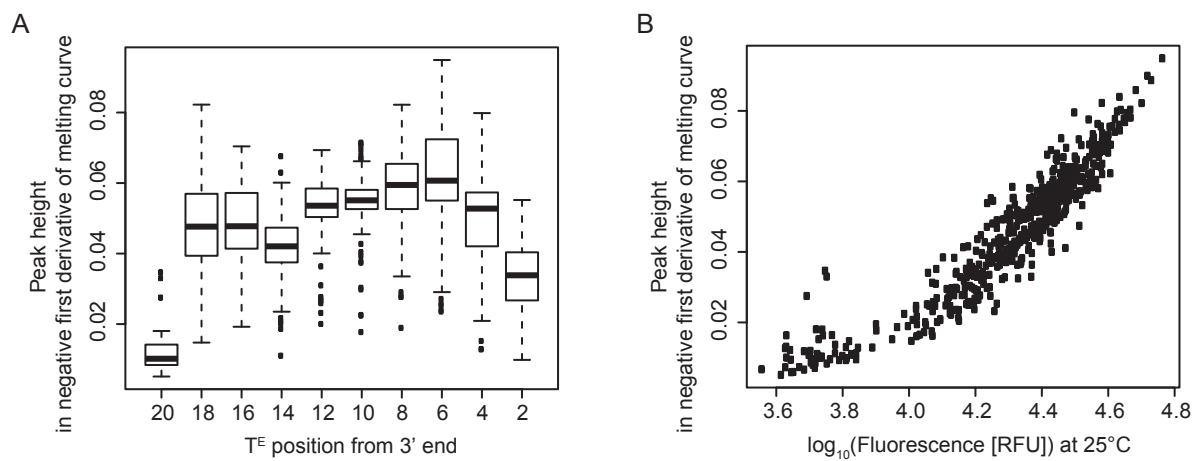 A
Peak height
in negative first derivative of melting curve
0.02 0.04 0.06 0.08
20 18 16 14 12 10 8 6 4 2
Tᴱ position from 3’ end
B
Peak height
in negative first derivative of melting curve
0.02 0.04 0.06 0.08
3.6 3.8 4.0 4.2 4.4 4.6 4.8
log₁₀(Fluorescence [RFU]) at 25°C